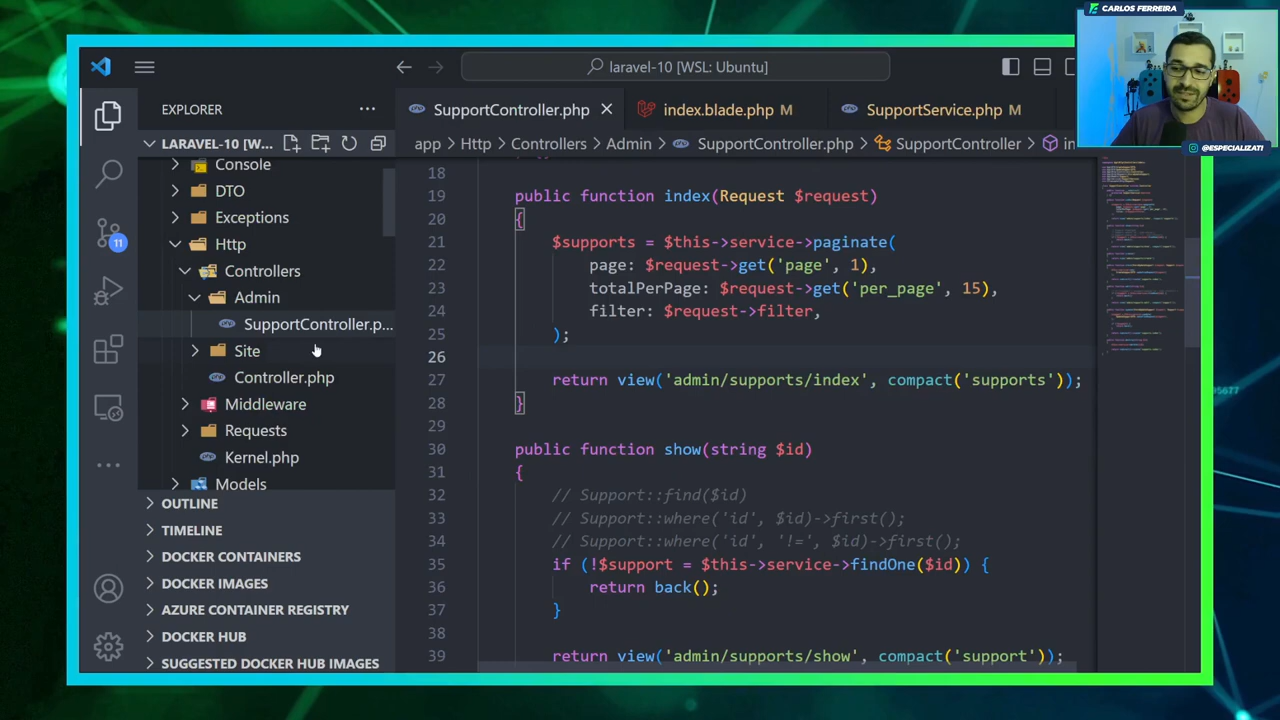 CARLOS FERREIRA
@ESPECIALIZATI
laravel-10 [WSL: Ubuntu]
EXPLORER
SupportController.php
index.blade.php M
SupportService.php M
LARAVEL-10 [W...
app > Http > Controllers > Admin > SupportController.php > SupportController > in
Console
DTO
Exceptions
Http
Controllers
Admin
SupportController.p...
Site
Controller.php
Middleware
Requests
Kernel.php
Models
OUTLINE
TIMELINE
DOCKER CONTAINERS
DOCKER IMAGES
AZURE CONTAINER REGISTRY
DOCKER HUB
SUGGESTED DOCKER HUB IMAGES
11
18
19 public function index(Request $request)
20 {
21 $supports = $this->service->paginate(
22 page: $request->get('page', 1),
23 totalPerPage: $request->get('per_page', 15),
24 filter: $request->filter,
25 );
26
27 return view('admin/supports/index', compact('supports'));
28 }
29
30 public function show(string $id)
31 {
32 // Support::find($id)
33 // Support::where('id', $id)->first();
34 // Support::where('id', '!=', $id)->first();
35 if (!$support = $this->service->findOne($id)) {
36 return back();
37 }
38
39 return view('admin/supports/show', compact('support'));